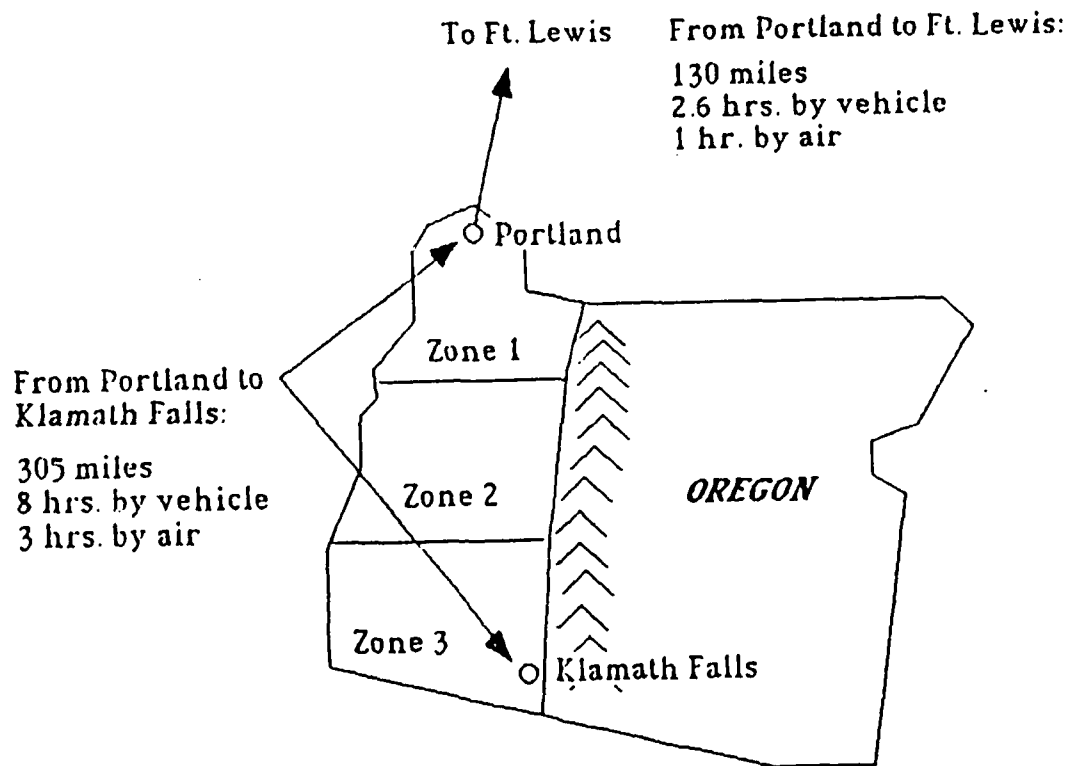 To Ft. Lewis
From Portland to Ft. Lewis:
130 miles
2.6 hrs. by vehicle
1 hr. by air
Portland
Zone 1
From Portland to
Klamath Falls:
305 miles
8 hrs. by vehicle
3 hrs. by air
Zone 2
OREGON
Zone 3
Klamath Falls